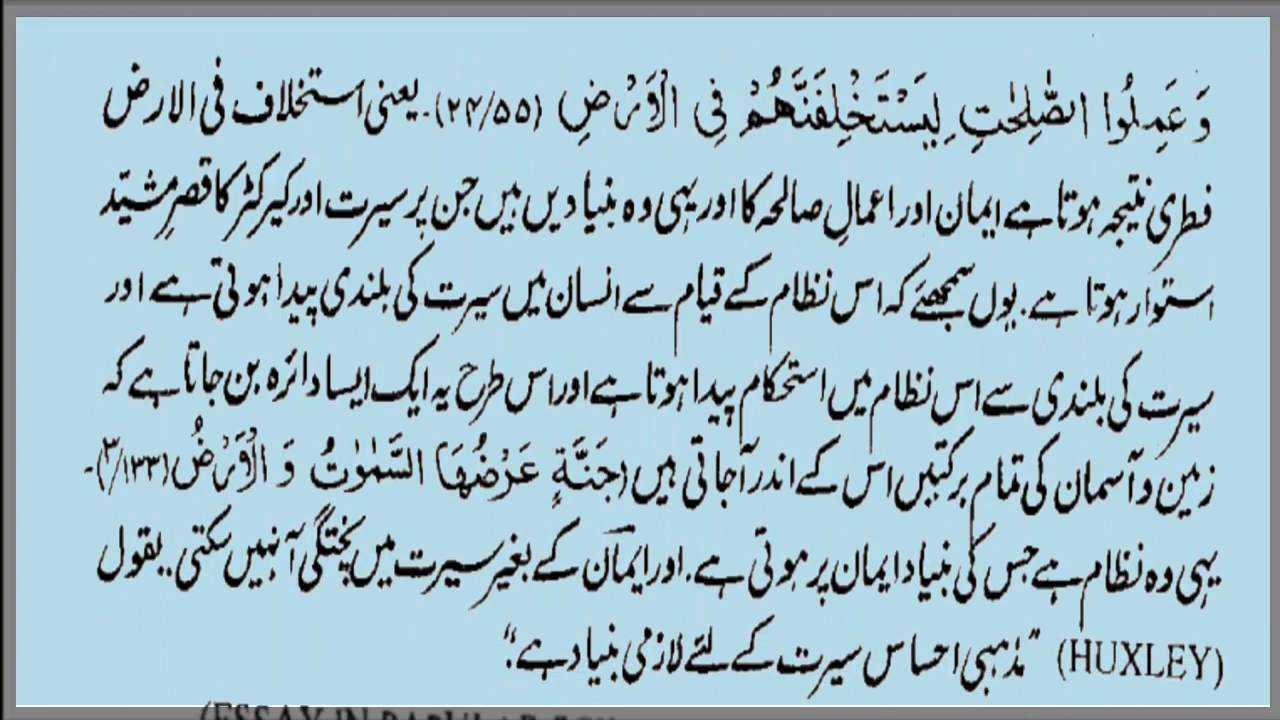 وَ عَمِلُوا الصّٰلِحٰتِ لِیَسْتَخْلِفَنَّهُمْ فِی الْاَرْضِ (۲۴/۵۵)۔ یعنی استخلاف فی الارض
فطری نتیجہ ہوتا ہے ایمان اور اعمالِ صالحہ کا اور یہی وہ بنیادیں ہیں جن پر سیرت اور کیرکٹر کا قصرِ مشیّد
استوار ہوتا ہے۔ یوں سمجھئے کہ اس نظام کے قیام سے انسان میں سیرت کی بلندی پیدا ہوتی ہے اور
سیرت کی بلندی سے اس نظام میں استحکام پیدا ہوتا ہے اور اس طرح یہ ایک ایسا دائرہ بن جاتا ہے کہ
زمین و آسمان کی تمام برکتیں اس کے اندر آجاتی ہیں (جَنَّةٍ عَرْضُهَا السَّمٰوٰتُ وَ الْاَرْضُ (۳/۱۳۳)۔
یہی وہ نظام ہے جس کی بنیاد ایمان پر ہوتی ہے۔ اور ایمان کے بغیر سیرت میں پختگی آ نہیں سکتی۔ بقول
(HUXLEY) "مذہبی احساس سیرت کے لئے لازمی بنیاد ہے"۔